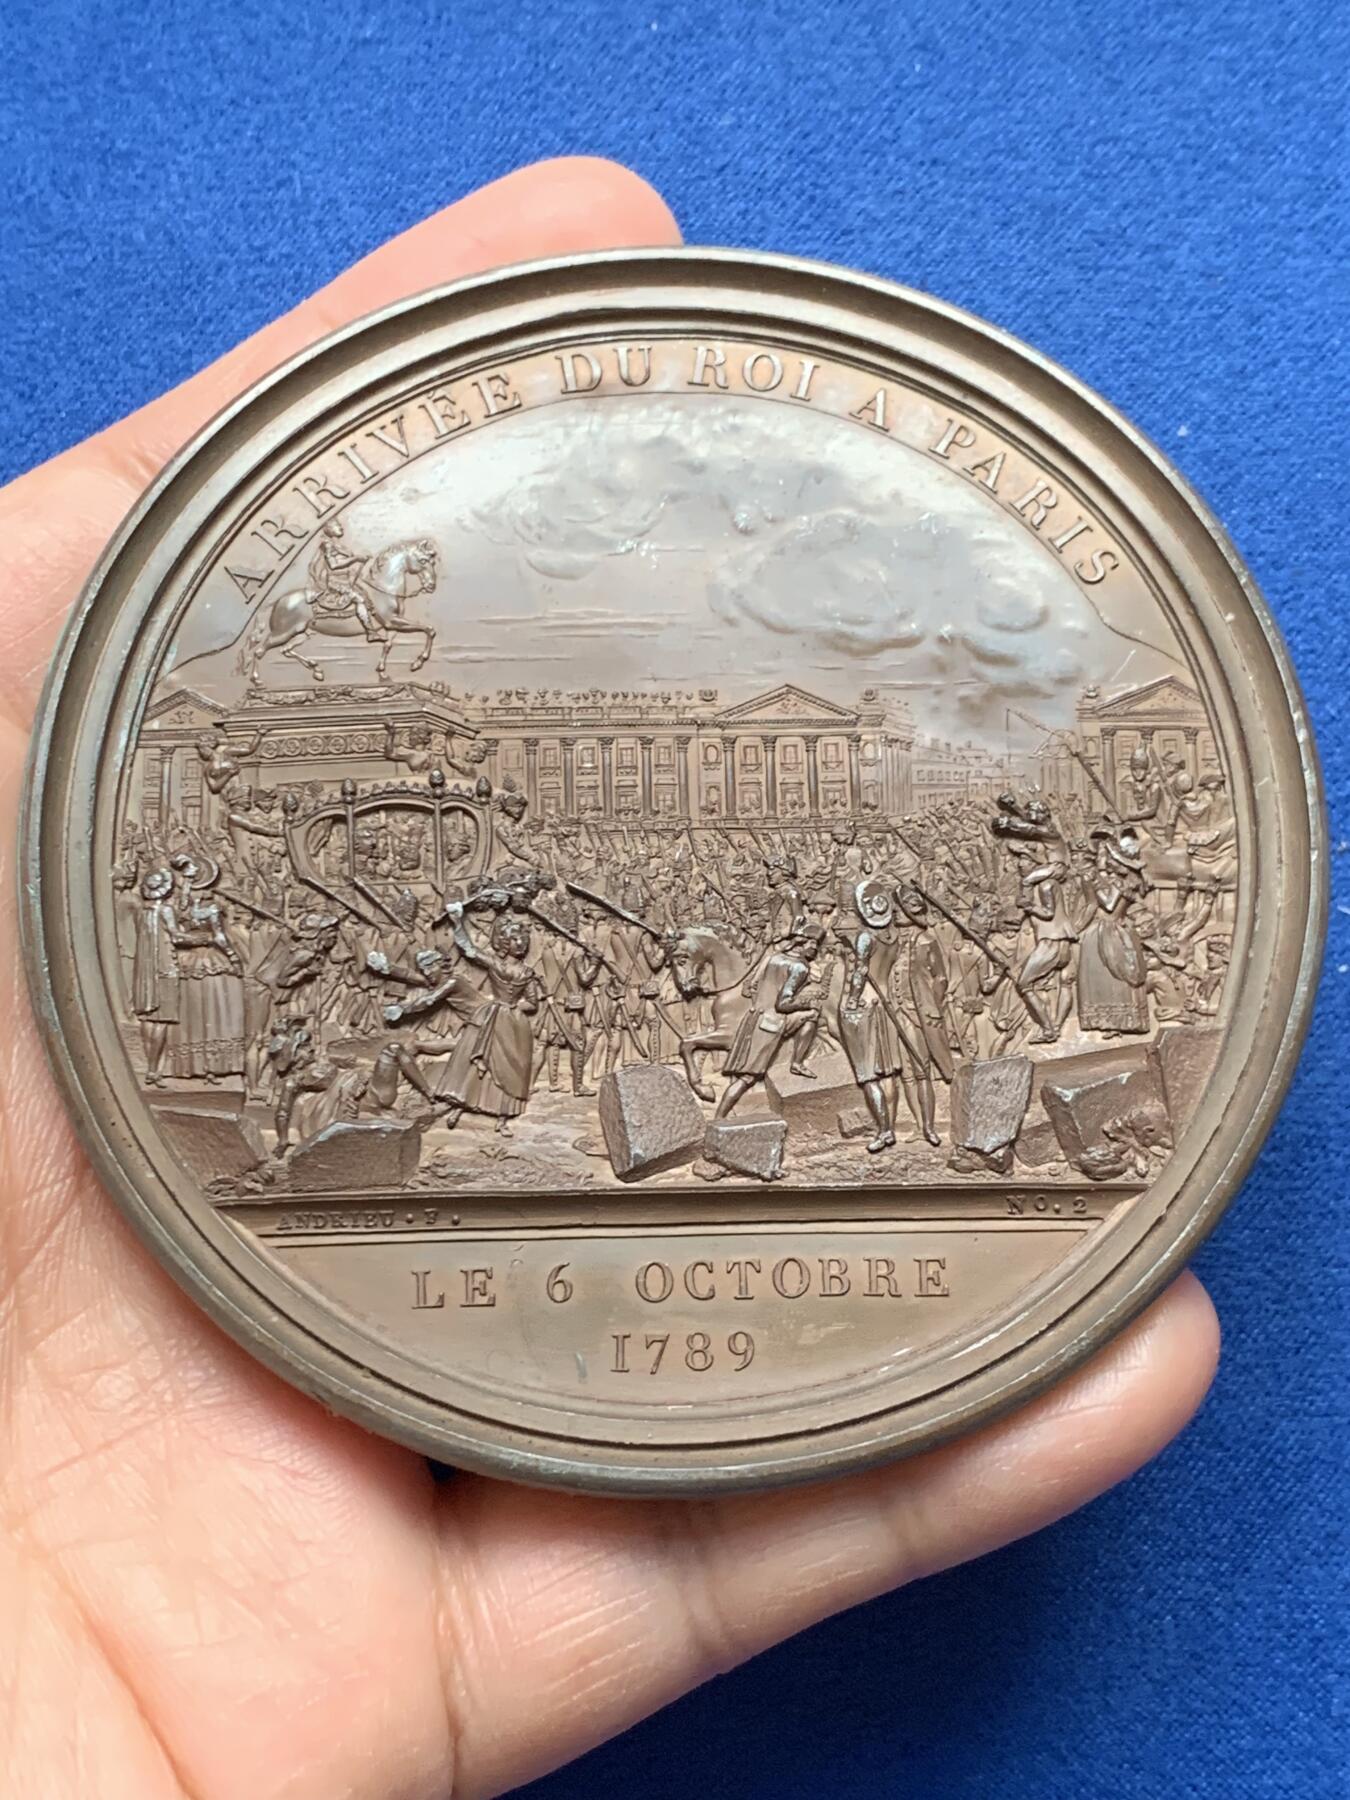 ARRIVÉE DU ROI A PARIS
ANDRIEU · F.
NO. 2
LE 6 OCTOBRE
1789